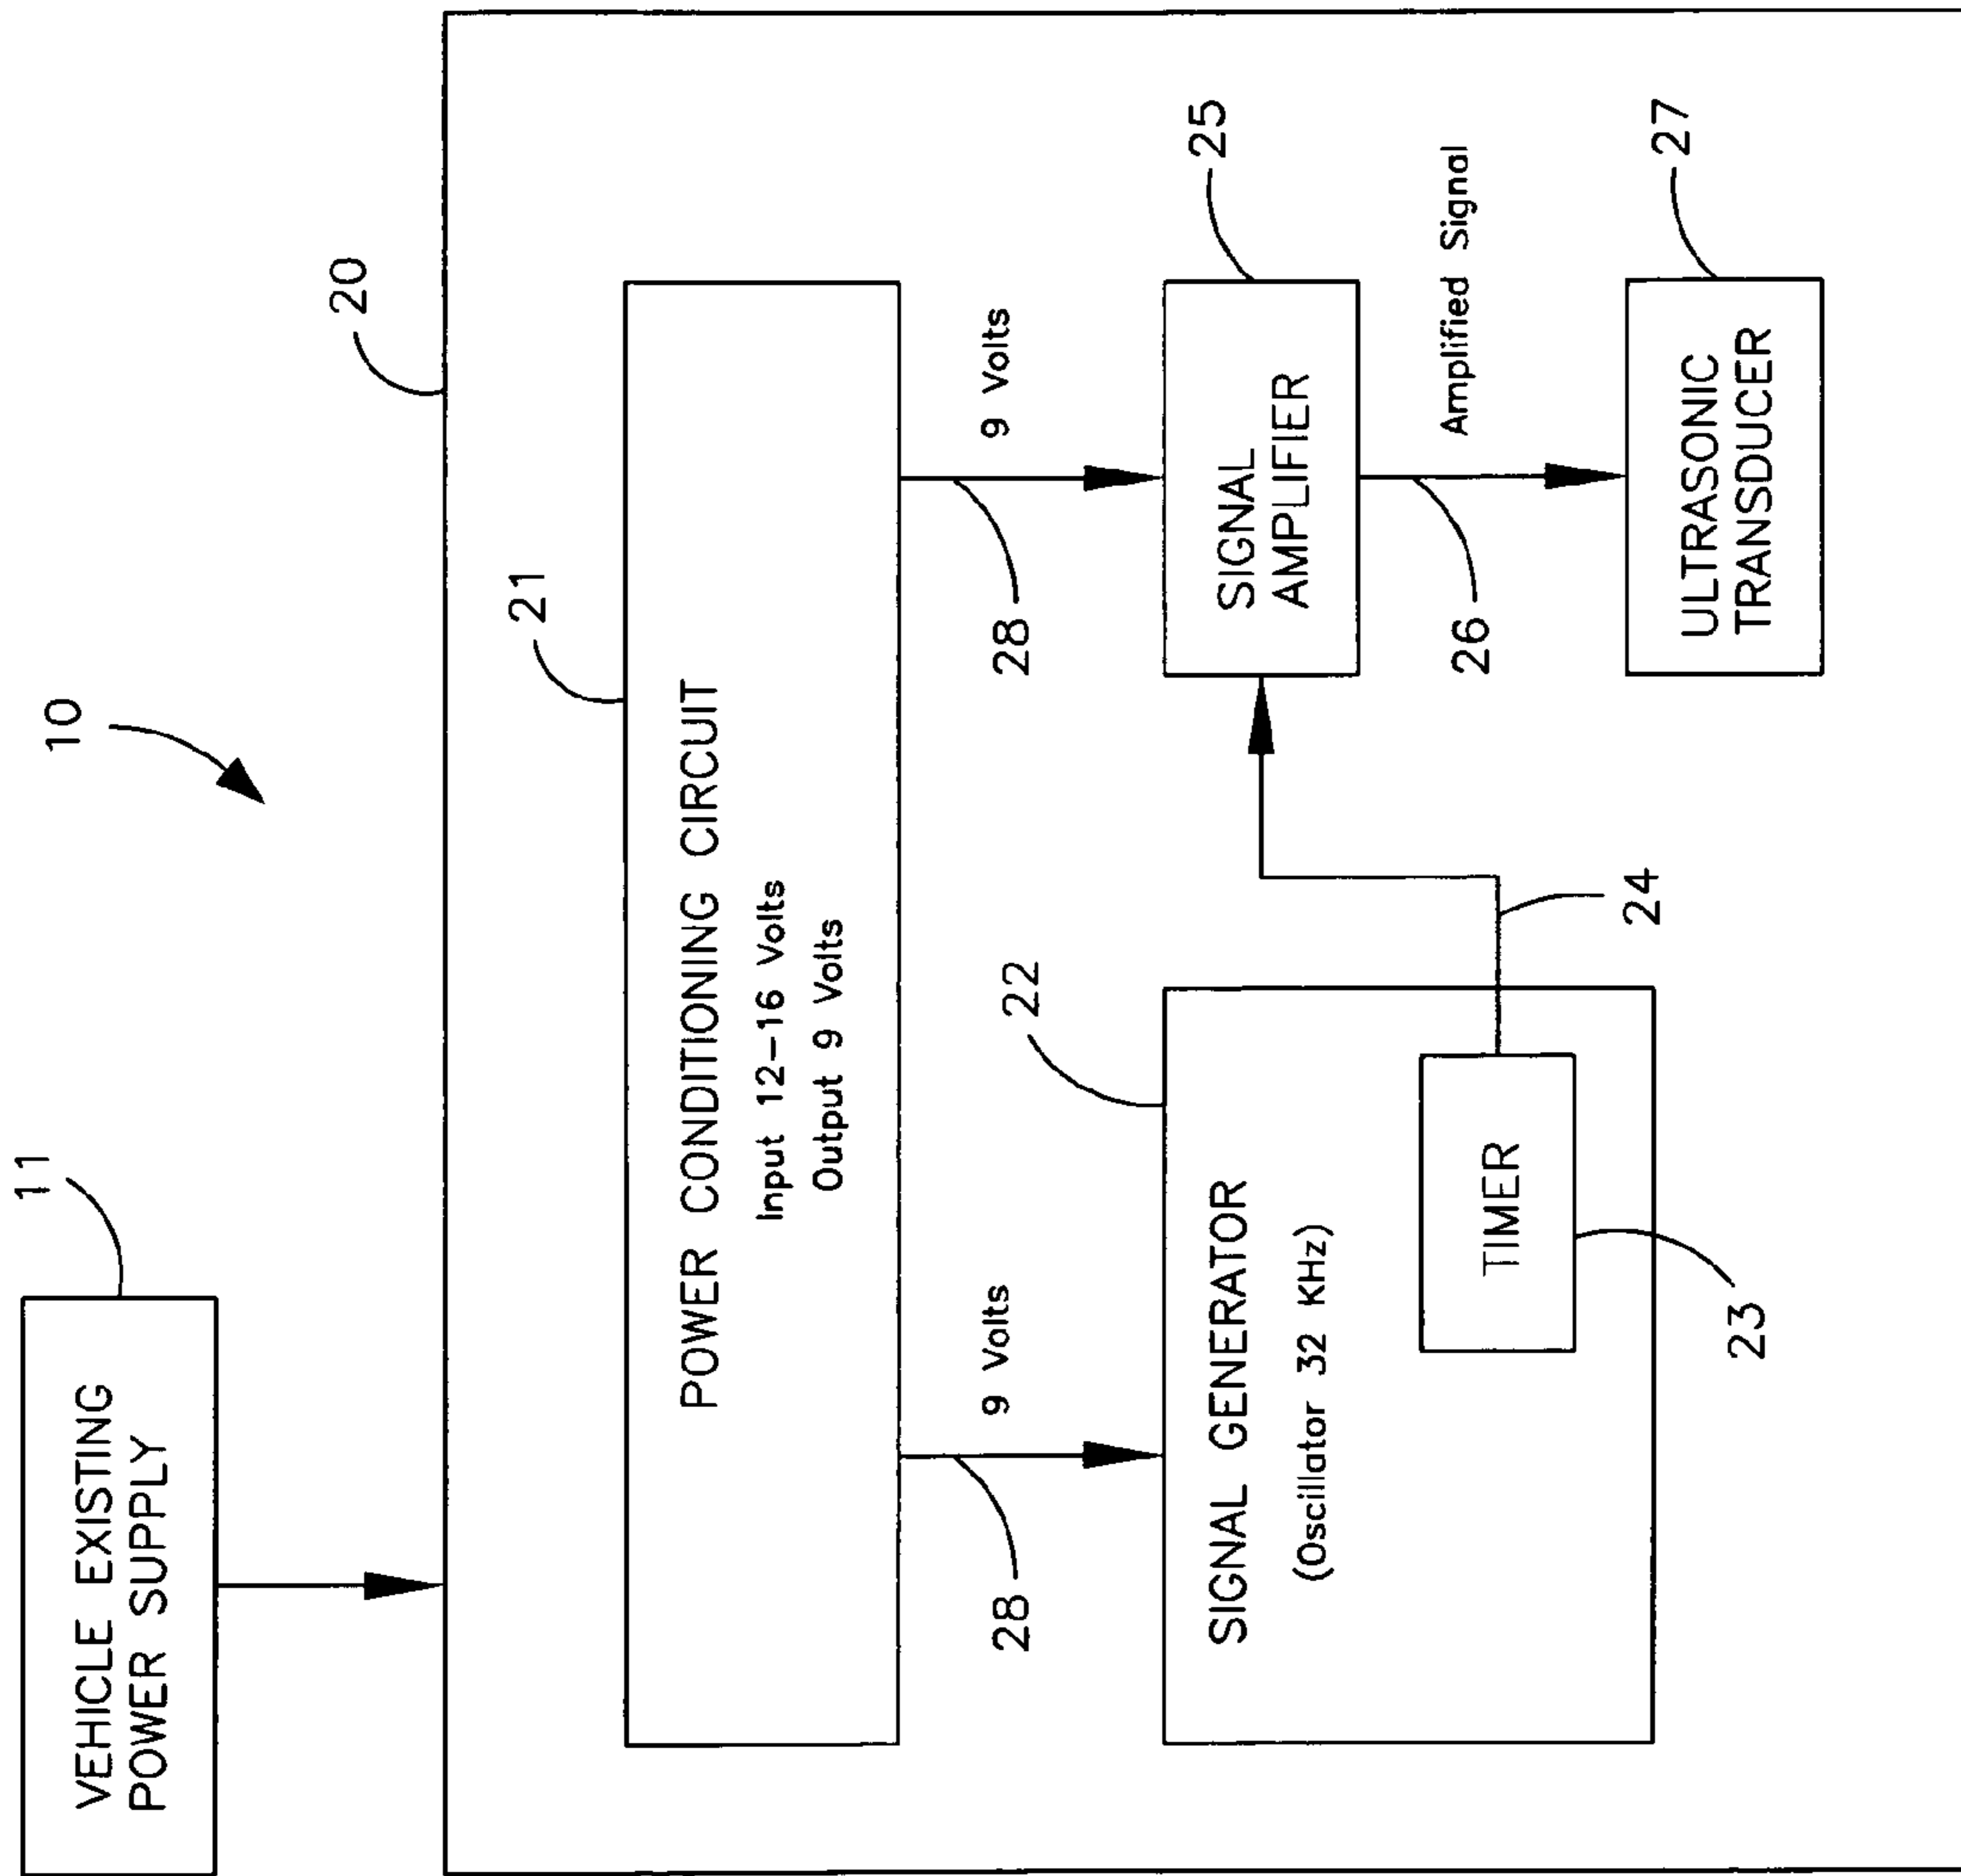 10
11
VEHICLE EXISTING
POWER SUPPLY
20
21
POWER CONDITIONING CIRCUIT
Input 12-16 Volts
Output 9 Volts
28
9 Volts
28
9 Volts
22
SIGNAL GENERATOR
(Oscillator 32 KHz)
TIMER
23
24
25
SIGNAL
AMPLIFIER
26
Amplified Signal
27
ULTRASONIC
TRANSDUCER